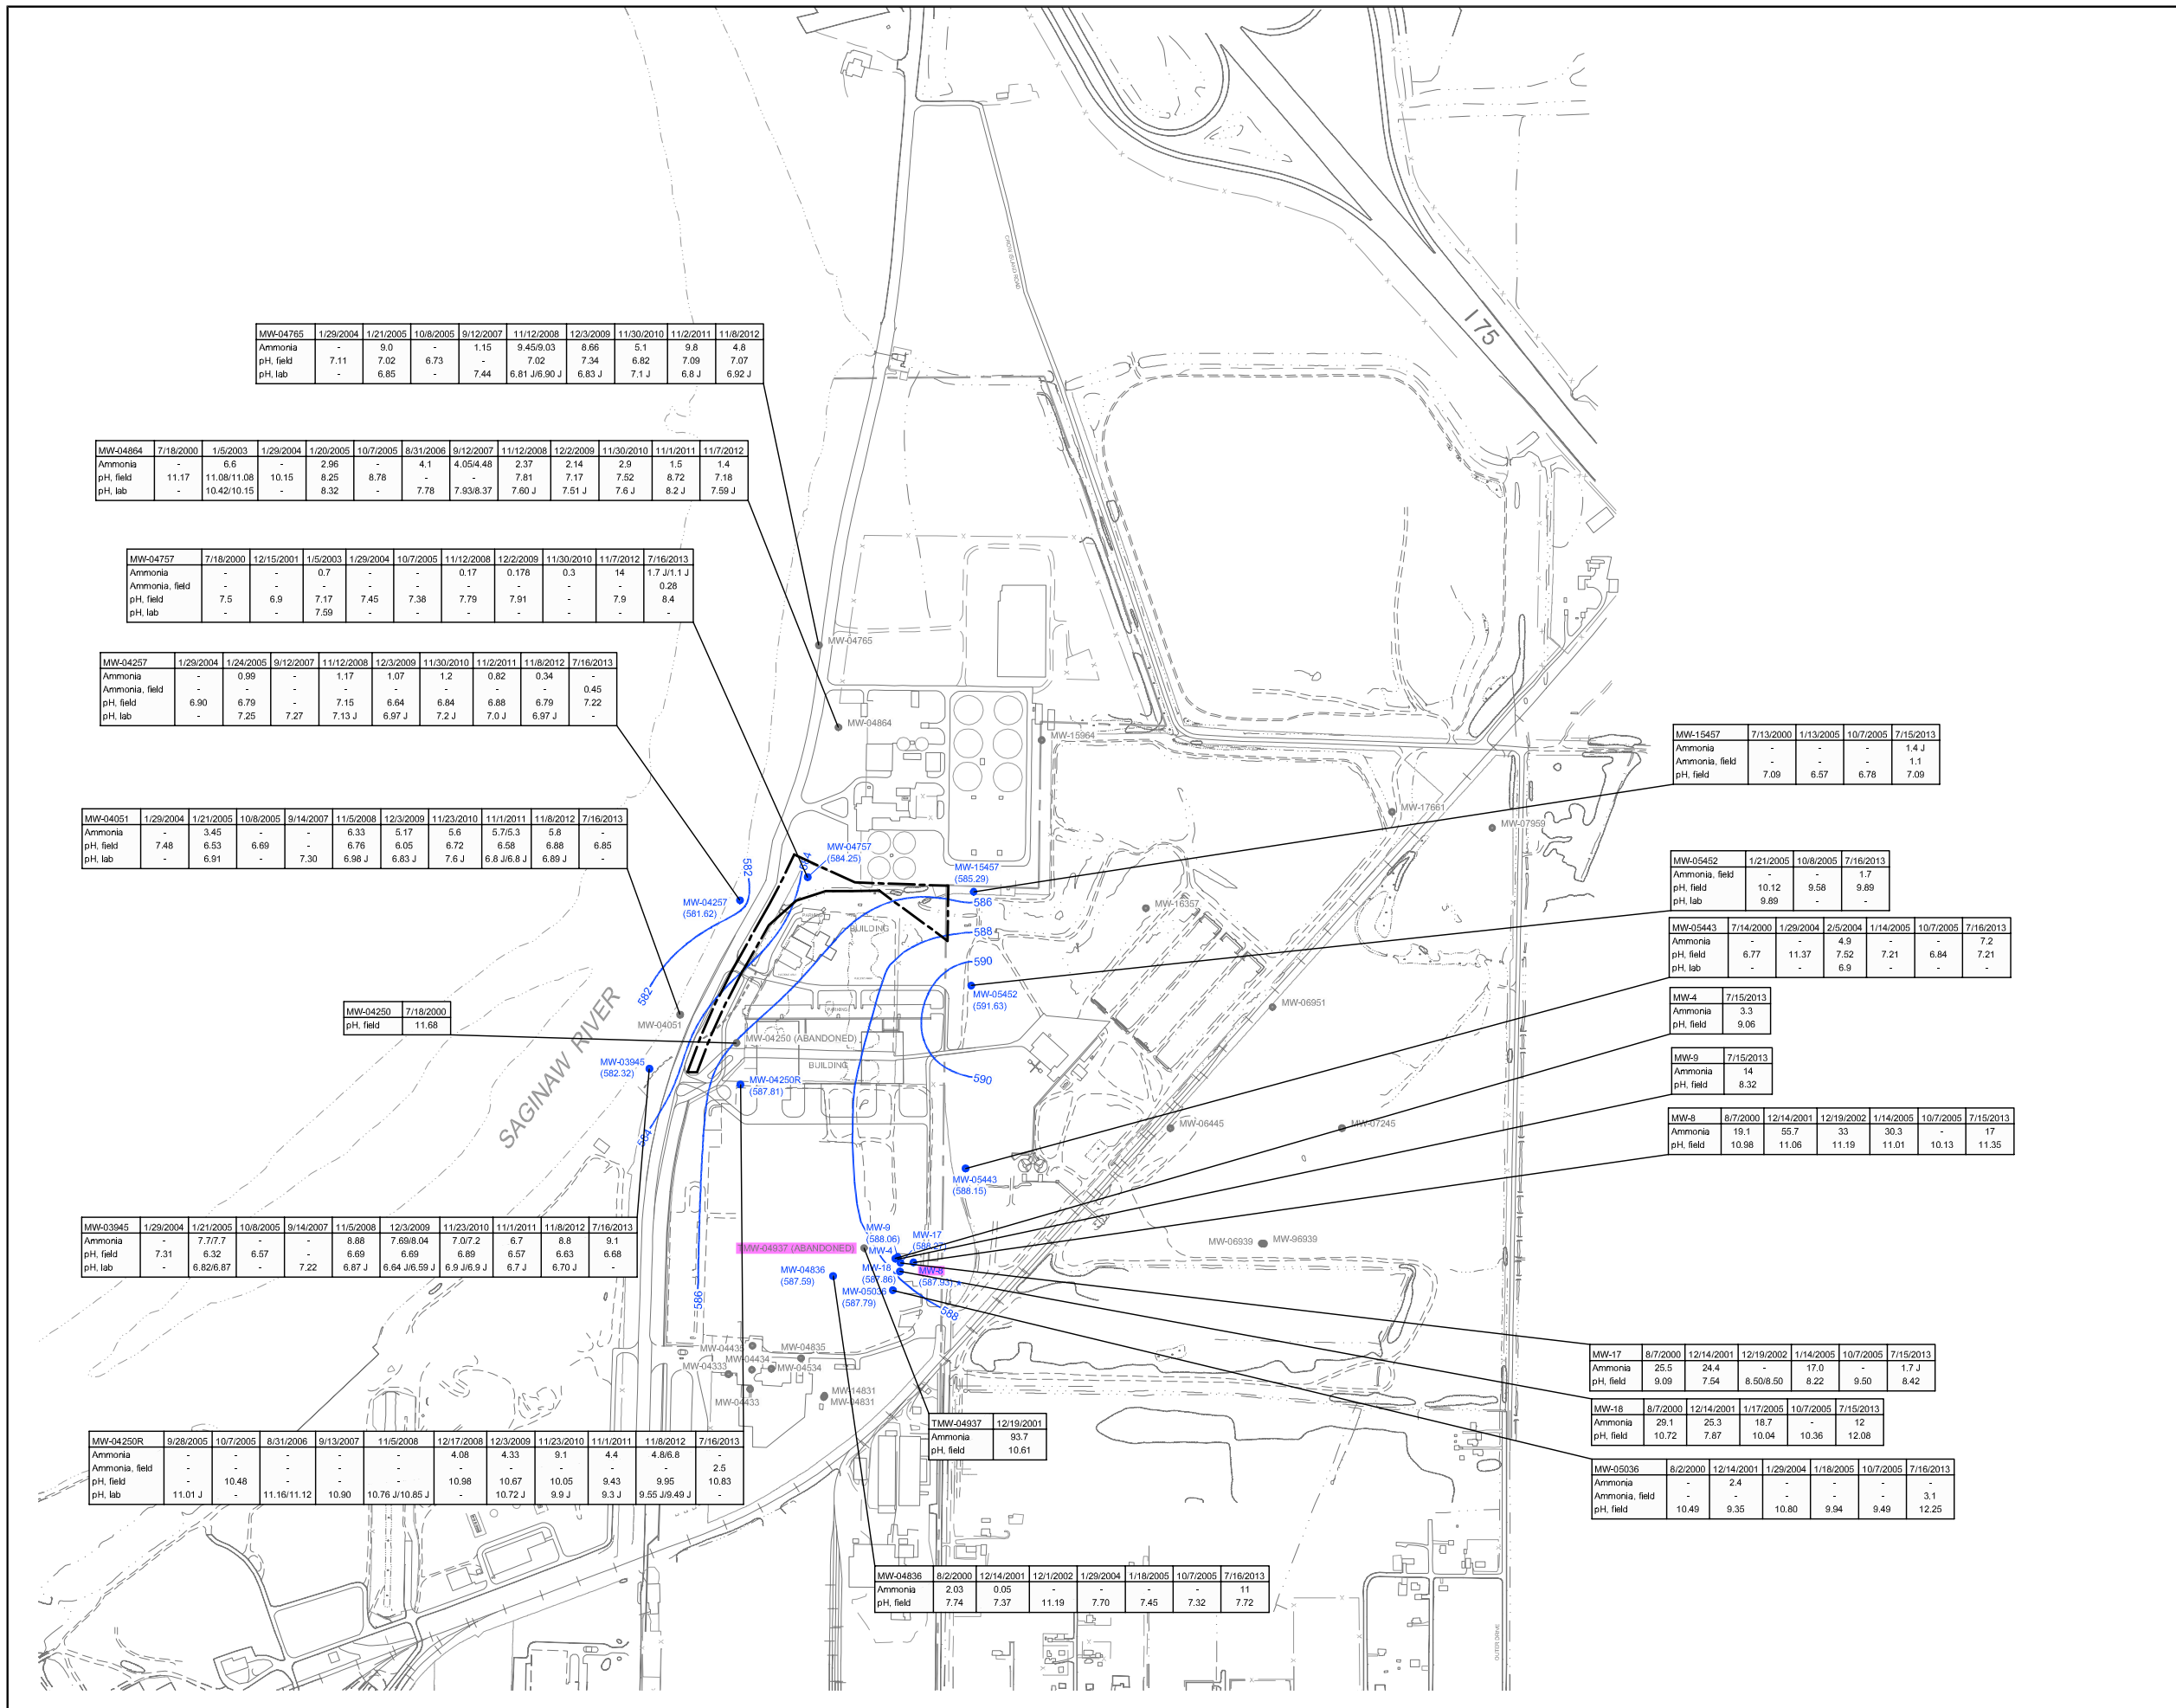 CROW ISLAND ROAD
I 75
MW-04765 1/29/2004 1/21/2005 10/8/2005 9/12/2007 11/12/2008 12/3/2009 11/30/2010 11/2/2011 11/8/2012
Ammonia - 9.0 - 1.15 9.45/9.03 8.66 5.1 9.8 4.8
pH, field 7.11 7.02 6.73 - 7.02 7.34 6.82 7.09 7.07
pH, lab - 6.85 - 7.44 6.81 J/6.90 J 6.83 J 7.1 J 6.8 J 6.92 J
MW-04864 7/18/2000 1/5/2003 1/29/2004 1/20/2005 10/7/2005 8/31/2006 9/12/2007 11/12/2008 12/2/2009 11/30/2010 11/1/2011 11/7/2012
Ammonia - 6.6 - 2.96 - 4.1 4.05/4.48 2.37 2.14 2.9 1.5 1.4
pH, field 11.17 11.08/11.08 10.15 8.25 8.78 - - 7.81 7.17 7.52 8.72 7.18
pH, lab - 10.42/10.15 - 8.32 - 7.78 7.93/8.37 7.60 J 7.51 J 7.6 J 8.2 J 7.59 J
MW-04757 7/18/2000 12/15/2001 1/5/2003 1/29/2004 10/7/2005 11/12/2008 12/2/2009 11/30/2010 11/7/2012 7/16/2013
Ammonia - - 0.7 - - 0.17 0.178 0.3 14 1.7 J/1.1 J
Ammonia, field - - - - - - - - - 0.28
pH, field 7.5 6.9 7.17 7.45 7.38 7.79 7.91 - 7.9 8.4
pH, lab - - 7.59 - - - - - - -
MW-04257 1/29/2004 1/24/2005 9/12/2007 11/12/2008 12/3/2009 11/30/2010 11/2/2011 11/8/2012 7/16/2013
Ammonia - 0.99 - 1.17 1.07 1.2 0.82 0.34 -
Ammonia, field - - - - - - - - 0.45
pH, field 6.90 6.79 - 7.15 6.64 6.84 6.88 6.79 7.22
pH, lab - 7.25 7.27 7.13 J 6.97 J 7.2 J 7.0 J 6.97 J -
MW-04051 1/29/2004 1/21/2005 10/8/2005 9/14/2007 11/5/2008 12/3/2009 11/23/2010 11/1/2011 11/8/2012 7/16/2013
Ammonia - 3.45 - - 6.33 5.17 5.6 5.7/5.3 5.8 -
pH, field 7.48 6.53 6.69 - 6.76 6.05 6.72 6.58 6.88 6.85
pH, lab - 6.91 - 7.30 6.98 J 6.83 J 7.6 J 6.8 J/6.8 J 6.89 J -
MW-04250 7/18/2000
pH, field 11.68
MW-03945 1/29/2004 1/21/2005 10/8/2005 9/14/2007 11/5/2008 12/3/2009 11/23/2010 11/1/2011 11/8/2012 7/16/2013
Ammonia - 7.7/7.7 - - 8.88 7.69/8.04 7.0/7.2 6.7 8.8 9.1
pH, field 7.31 6.32 6.57 - 6.69 6.69 6.89 6.57 6.63 6.68
pH, lab - 6.82/6.87 - 7.22 6.87 J 6.64 J/6.59 J 6.9 J/6.9 J 6.7 J 6.70 J -
MW-04250R 9/28/2005 10/7/2005 8/31/2006 9/13/2007 11/5/2008 12/17/2008 12/3/2009 11/23/2010 11/1/2011 11/8/2012 7/16/2013
Ammonia - - - - - 4.08 4.33 9.1 4.4 4.8/6.8 -
Ammonia, field - - - - - - - - - - 2.5
pH, field - 10.48 - - - 10.98 10.67 10.05 9.43 9.95 10.83
pH, lab 11.01 J - 11.16/11.12 10.90 10.76 J/10.85 J - 10.72 J 9.9 J 9.3 J 9.55 J/9.49 J -
MW-15457 7/13/2000 1/13/2005 10/7/2005 7/15/2013
Ammonia - - - 1.4 J
Ammonia, field - - - 1.1
pH, field 7.09 6.57 6.78 7.09
MW-05452 1/21/2005 10/8/2005 7/16/2013
Ammonia, field - - 1.7
pH, field 10.12 9.58 9.89
pH, lab 9.89 - -
MW-05443 7/14/2000 1/29/2004 2/5/2004 1/14/2005 10/7/2005 7/16/2013
Ammonia - - 4.9 - - 7.2
pH, field 6.77 11.37 7.52 7.21 6.84 7.21
pH, lab - - 6.9 - - -
MW-4 7/15/2013
Ammonia 3.3
pH, field 9.06
MW-9 7/15/2013
Ammonia 14
pH, field 8.32
MW-8 8/7/2000 12/14/2001 12/19/2002 1/14/2005 10/7/2005 7/15/2013
Ammonia 19.1 55.7 33 30.3 - 17
pH, field 10.98 11.06 11.19 11.01 10.13 11.35
MW-17 8/7/2000 12/14/2001 12/19/2002 1/14/2005 10/7/2005 7/15/2013
Ammonia 25.5 24.4 - 17.0 - 1.7 J
pH, field 9.09 7.54 8.50/8.50 8.22 9.50 8.42
MW-18 8/7/2000 12/14/2001 1/17/2005 10/7/2005 7/15/2013
Ammonia 29.1 25.3 18.7 - 12
pH, field 10.72 7.87 10.04 10.36 12.08
MW-05036 8/2/2000 12/14/2001 1/29/2004 1/18/2005 10/7/2005 7/16/2013
Ammonia - 2.4 - - - -
Ammonia, field - - - - - 3.1
pH, field 10.49 9.35 10.80 9.94 9.49 12.25
TMW-04937 12/19/2001
Ammonia 93.7
pH, field 10.61
MW-04836 8/2/2000 12/14/2001 12/1/2002 1/29/2004 1/18/2005 10/7/2005 7/16/2013
Ammonia 2.03 0.05 - - - - 11
pH, field 7.74 7.37 11.19 7.70 7.45 7.32 7.72
MW-04765
MW-04864
MW-15964
MW-17661
MW-07959
MW-04757
(584.25)
MW-15457
(585.29)
MW-04257
(581.62)
582
584
586
588
590
MW-16357
BUILDING
MW-05452
(591.63)
MW-06951
582
MW-04051
SAGINAW RIVER
MW-04250 (ABANDONED)
BUILDING
MW-03945
(582.32)
MW-04250R
(587.81)
590
584
MW-06445
MW-07245
MW-05443
(588.15)
MW-9
(588.06)
MW-17
(588.27)
MW-4
TMW-04937 (ABANDONED)
MW-06939
MW-96939
MW-18
(587.86)
MW-8
(587.93)
MW-04836
(587.59)
MW-05036
(587.79)
586
588
MW-04435
MW-04835
MW-04434
MW-04333
MW-04534
MW-04433
MW-14831
MW-04831